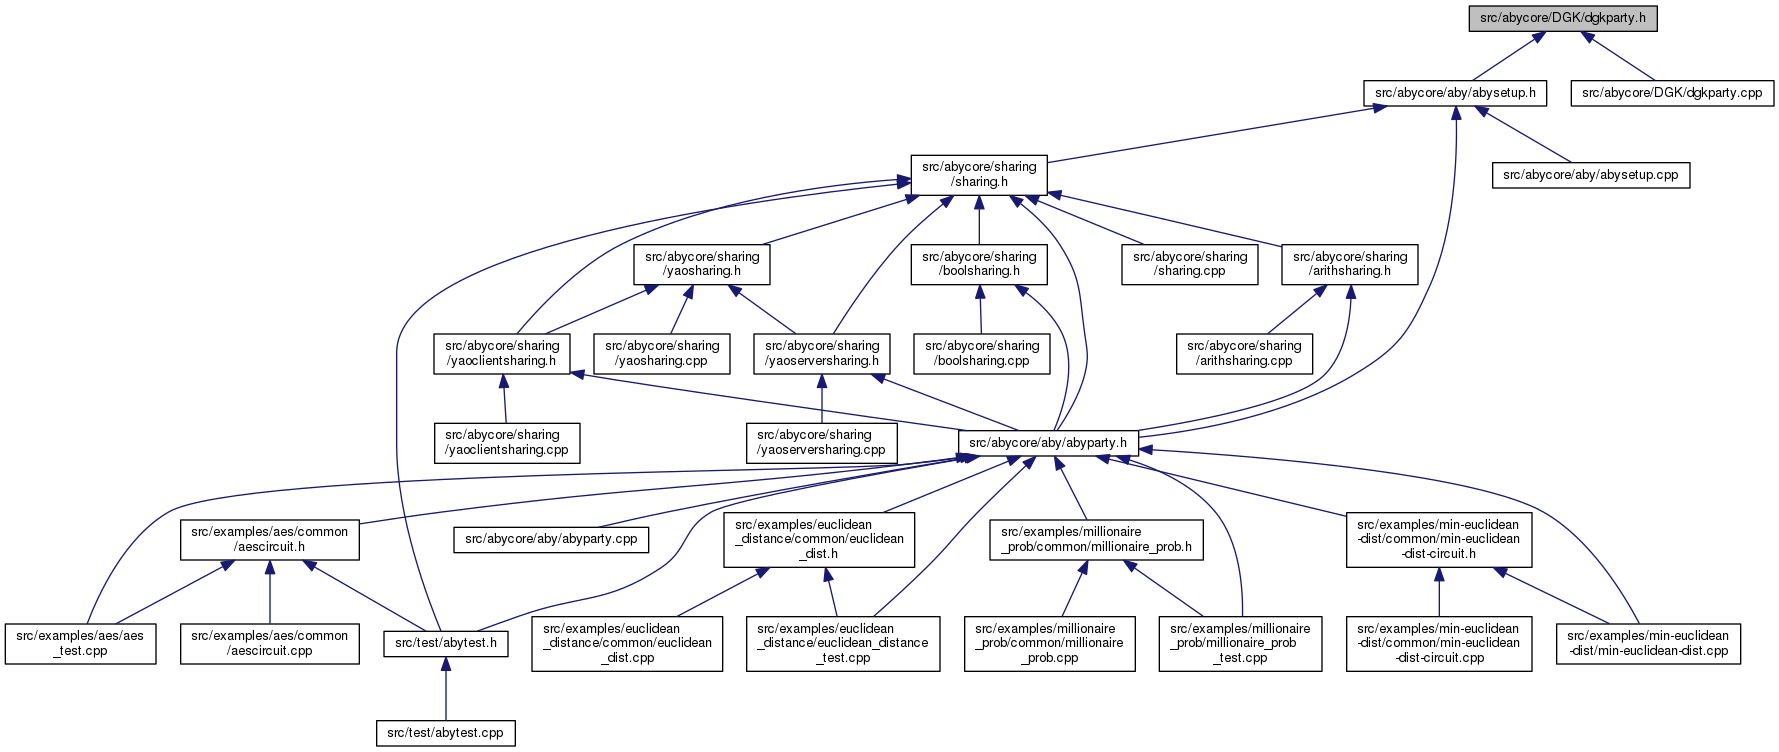 src/abycore/DGK/dgkparty.h
src/abycore/aby/abysetup.h
src/abycore/DGK/dgkparty.cpp
src/abycore/sharing
/sharing.h
src/abycore/aby/abysetup.cpp
src/abycore/sharing
/yaosharing.h
src/abycore/sharing
/boolsharing.h
src/abycore/sharing
/sharing.cpp
src/abycore/sharing
/arithsharing.h
src/abycore/sharing
/yaoclientsharing.h
src/abycore/sharing
/yaosharing.cpp
src/abycore/sharing
/yaoserversharing.h
src/abycore/sharing
/boolsharing.cpp
src/abycore/sharing
/arithsharing.cpp
src/abycore/sharing
/yaoclientsharing.cpp
src/abycore/sharing
/yaoserversharing.cpp
src/abycore/aby/abyparty.h
src/examples/aes/common
/aescircuit.h
src/abycore/aby/abyparty.cpp
src/examples/euclidean
_distance/common/euclidean
_dist.h
src/examples/millionaire
_prob/common/millionaire_prob.h
src/examples/min-euclidean
-dist/common/min-euclidean
-dist-circuit.h
src/examples/aes/aes
_test.cpp
src/examples/aes/common
/aescircuit.cpp
src/test/abytest.h
src/examples/euclidean
_distance/common/euclidean
_dist.cpp
src/examples/euclidean
_distance/euclidean_distance
_test.cpp
src/examples/millionaire
_prob/common/millionaire
_prob.cpp
src/examples/millionaire
_prob/millionaire_prob
_test.cpp
src/examples/min-euclidean
-dist/common/min-euclidean
-dist-circuit.cpp
src/examples/min-euclidean
-dist/min-euclidean-dist.cpp
src/test/abytest.cpp